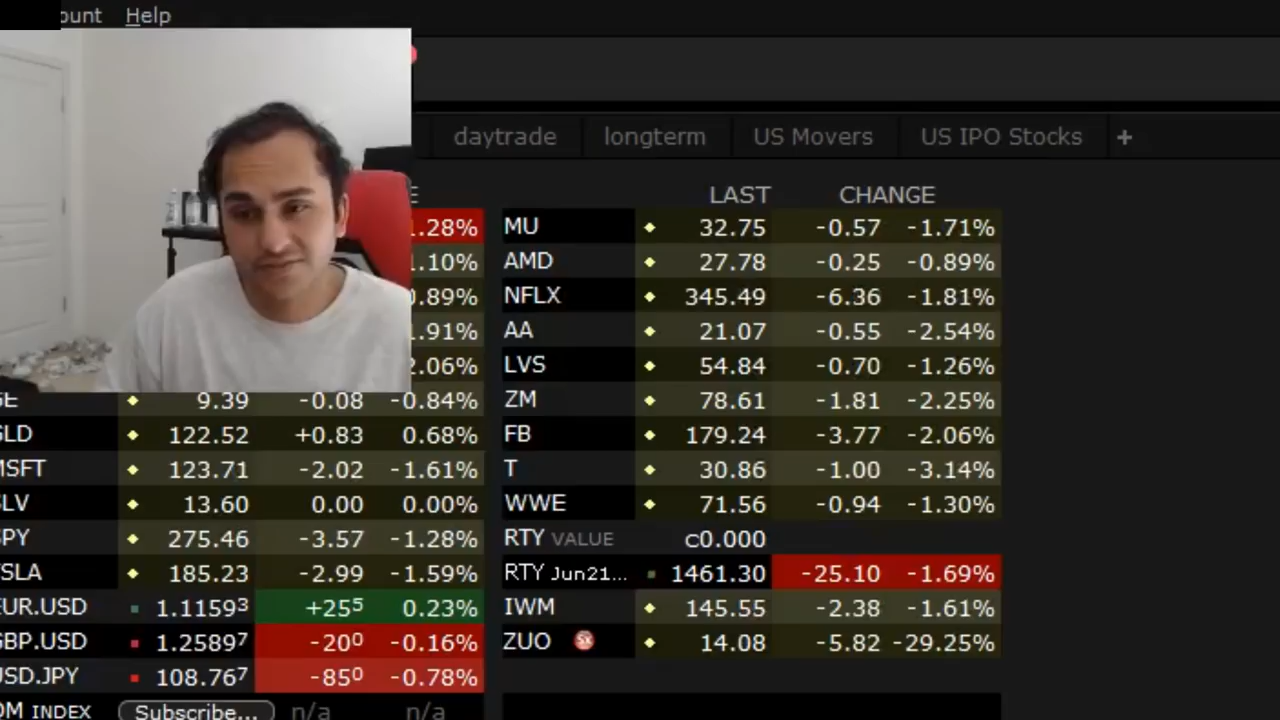 ount Help
daytrade longterm US Movers US IPO Stocks +
E LAST CHANGE
1.28% MU 32.75 -0.57 -1.71%
1.10% AMD 27.78 -0.25 -0.89%
0.89% NFLX 345.49 -6.36 -1.81%
1.91% AA 21.07 -0.55 -2.54%
2.06% LVS 54.84 -0.70 -1.26%
GE 9.39 -0.08 -0.84% ZM 78.61 -1.81 -2.25%
GLD 122.52 +0.83 0.68% FB 179.24 -3.77 -2.06%
MSFT 123.71 -2.02 -1.61% T 30.86 -1.00 -3.14%
SLV 13.60 0.00 0.00% WWE 71.56 -0.94 -1.30%
SPY 275.46 -3.57 -1.28% RTY VALUE c0.000
TSLA 185.23 -2.99 -1.59% RTY Jun21... 1461.30 -25.10 -1.69%
EUR.USD 1.1159³ +25⁵ 0.23% IWM 145.55 -2.38 -1.61%
GBP.USD 1.2589⁷ -20⁰ -0.16% ZUO 14.08 -5.82 -29.25%
USD.JPY 108.76⁷ -85⁰ -0.78%
OM INDEX Subscribe... n/a n/a